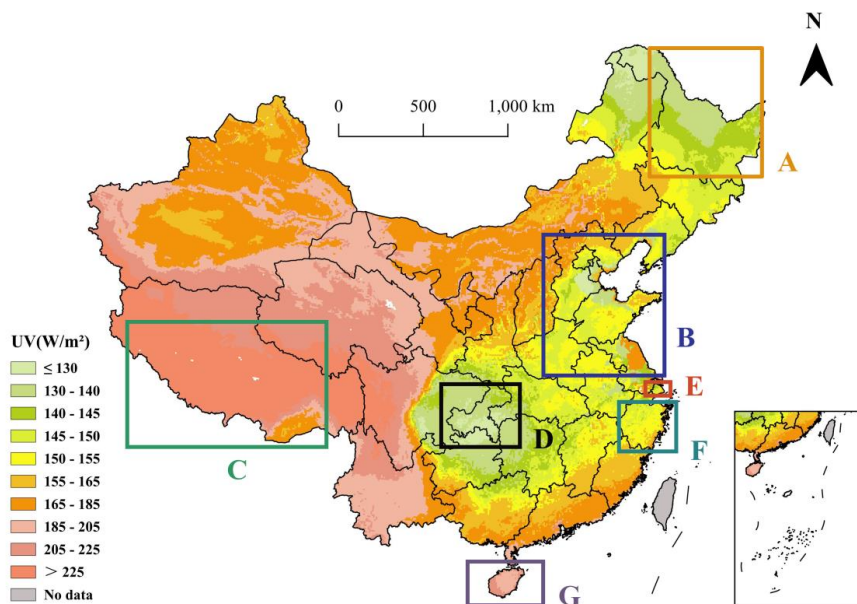 N
0 500 1,000 km
A
B
C
D
E
F
G
UV(W/m²)
≤ 130
130 - 140
140 - 145
145 - 150
150 - 155
155 - 165
165 - 185
185 - 205
205 - 225
> 225
No data